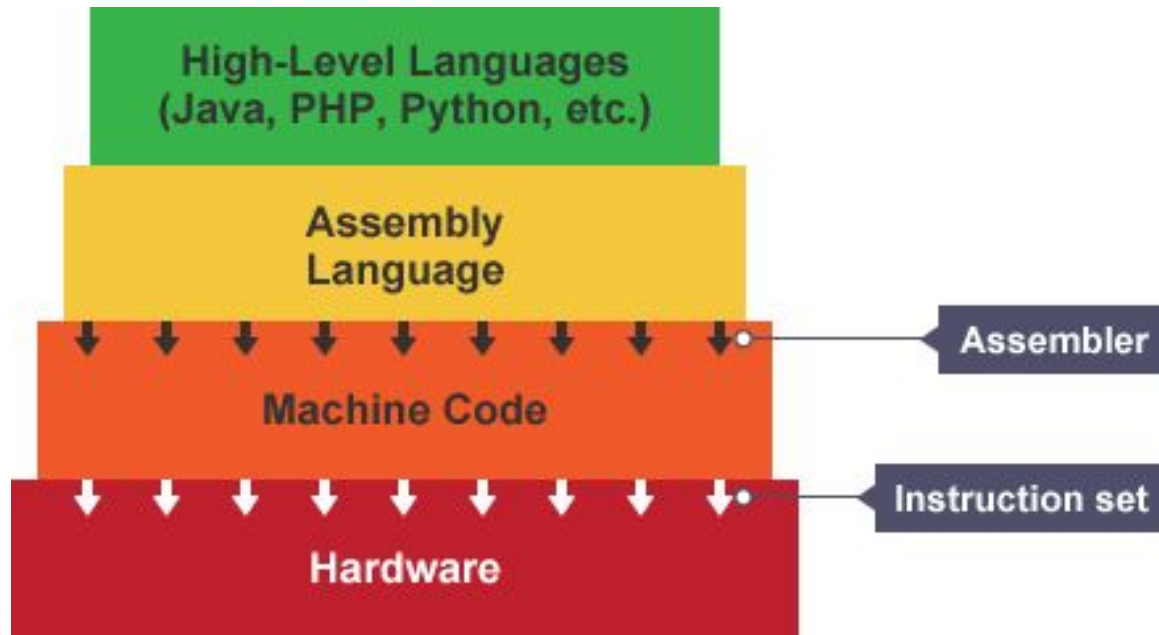 High-Level Languages
(Java, PHP, Python, etc.)
Assembly
Language
Assembler
Machine Code
Instruction set
Hardware